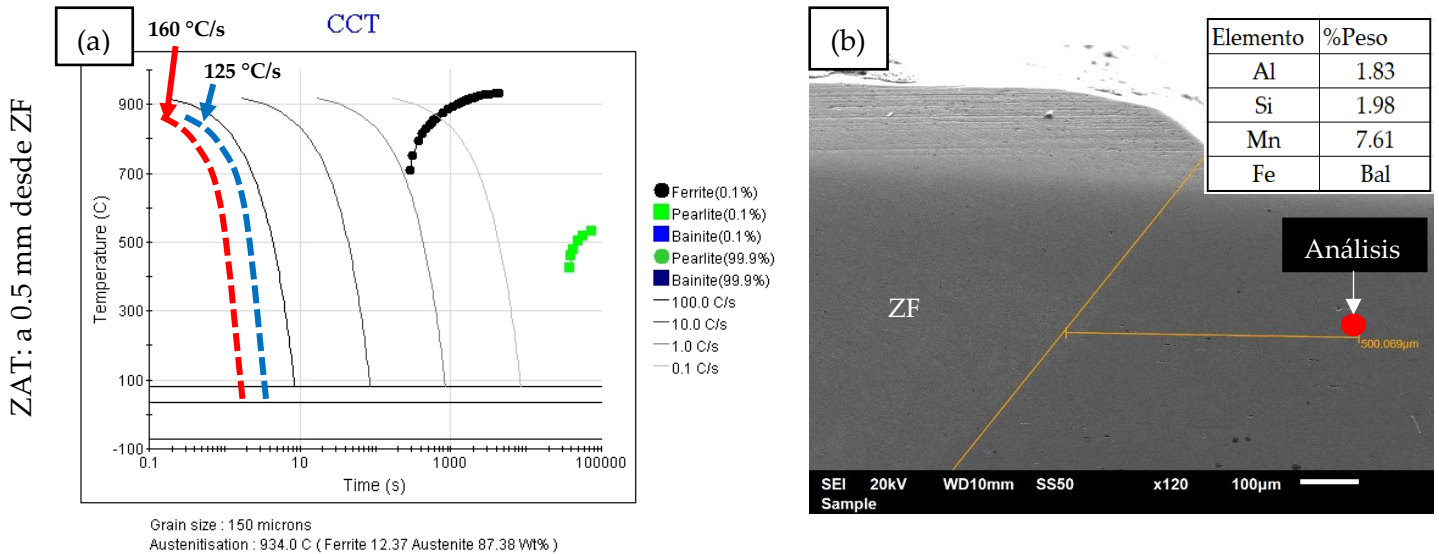 (a)
160 °C/s
CCT
125 °C/s
ZAT: a 0.5 mm desde ZF
Temperature (C)
900
700
500
300
100
-100
0.1
10
1000
100000
Time (s)
Ferrite(0.1%)
Pearlite(0.1%)
Bainite(0.1%)
Pearlite(99.9%)
Bainite(99.9%)
100.0 C/s
10.0 C/s
1.0 C/s
0.1 C/s
Grain size : 150 microns
Austenitisation : 934.0 C ( Ferrite 12.37 Austenite 87.38 Wt% )
(b)
Elemento %Peso
Al 1.83
Si 1.98
Mn 7.61
Fe Bal
Análisis
ZF
500.069µm
SEI 20kV WD10mm SS50 x120 100µm
Sample